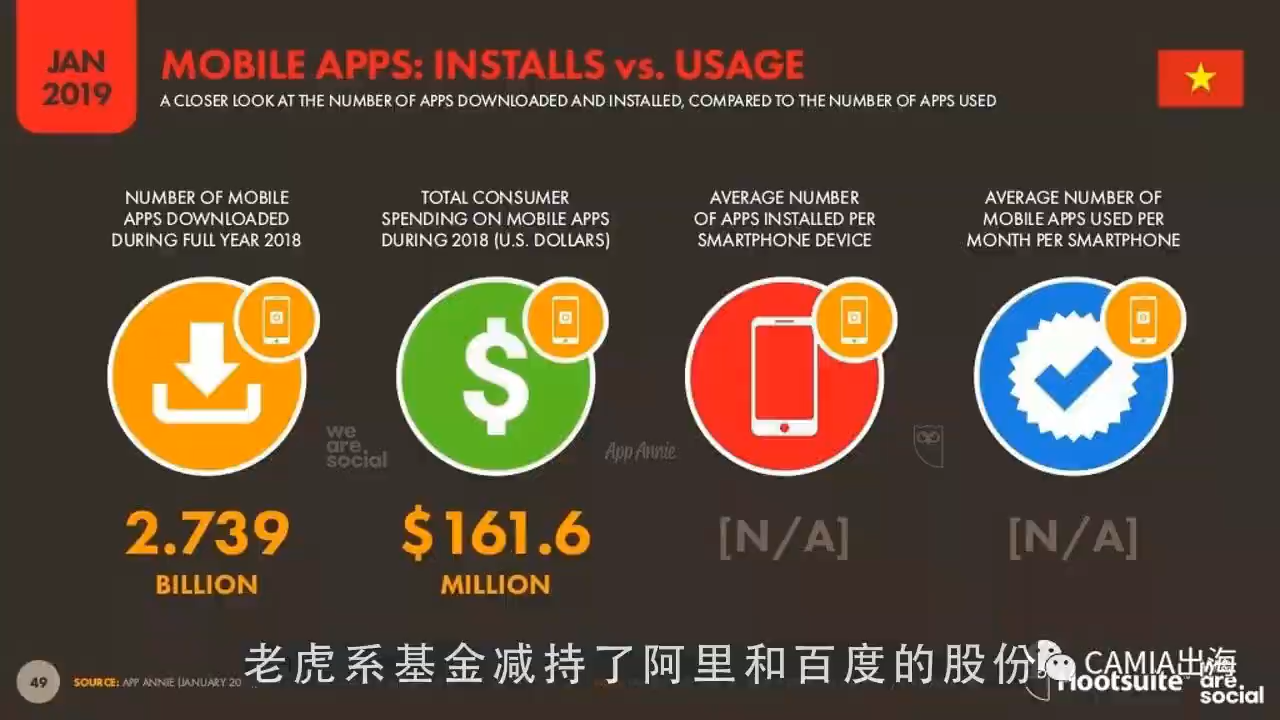 JAN
2019
MOBILE APPS: INSTALLS vs. USAGE
A CLOSER LOOK AT THE NUMBER OF APPS DOWNLOADED AND INSTALLED, COMPARED TO THE NUMBER OF APPS USED
NUMBER OF MOBILE
APPS DOWNLOADED
DURING FULL YEAR 2018
TOTAL CONSUMER
SPENDING ON MOBILE APPS
DURING 2018 (U.S. DOLLARS)
AVERAGE NUMBER
OF APPS INSTALLED PER
SMARTPHONE DEVICE
AVERAGE NUMBER OF
MOBILE APPS USED PER
MONTH PER SMARTPHONE
$
we
are
social
App Annie
2.739
BILLION
$161.6
MILLION
[N/A]
[N/A]
49
SOURCE: APP ANNIE (JANUARY 20
老虎系基金减持了阿里和百度的股份
CAMIA出海
Hootsuite
we
are
social